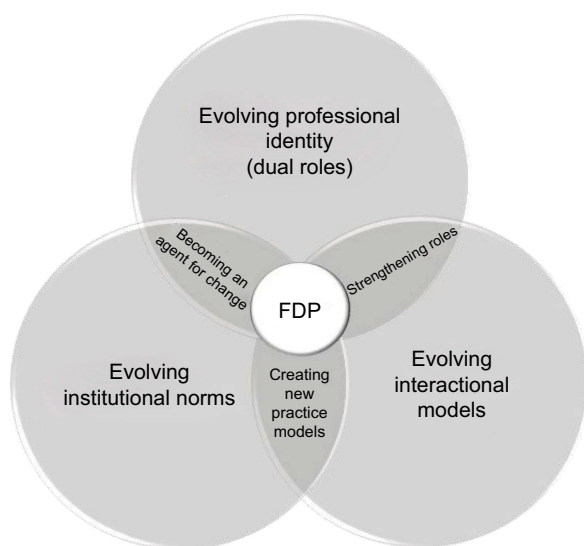 Evolving professional
identity
(dual roles)
Becoming an
agent for change
Strengthening roles
FDP
Evolving
institutional norms
Creating
new
practice
models
Evolving
interactional
models